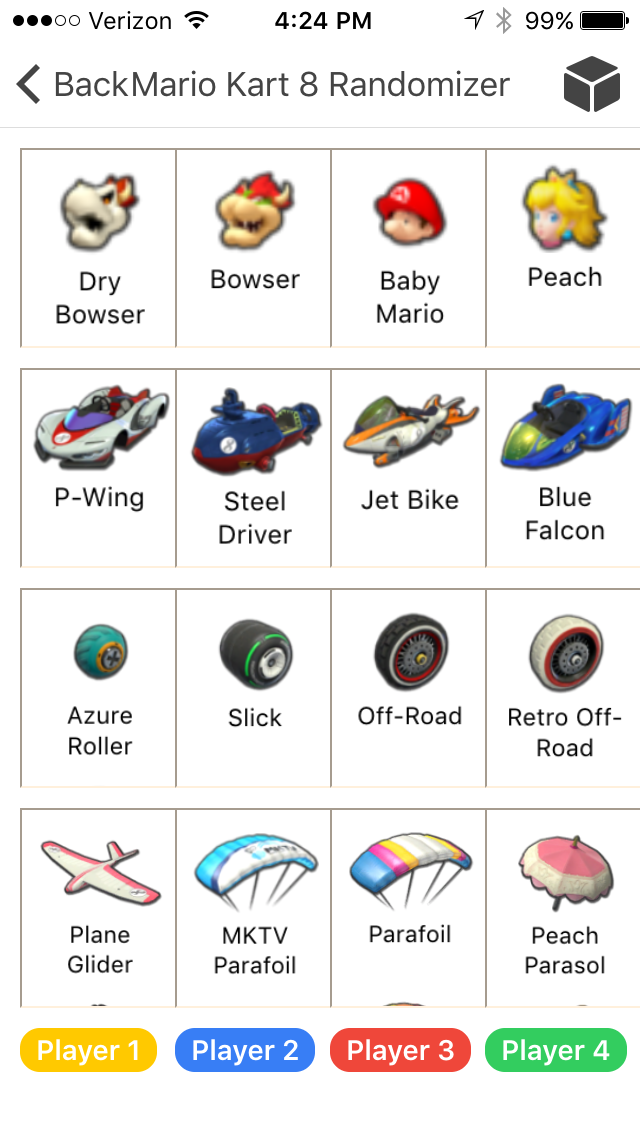 Verizon 4:24 PM 99%
BackMario Kart 8 Randomizer
Dry Bowser Baby Peach
Bowser Mario
P-Wing Steel Jet Bike Blue
Driver Falcon
Azure Slick Off-Road Retro Off-
Roller Road
Plane MKTV Parafoil Peach
Glider Parafoil Parasol
Player 1 Player 2 Player 3 Player 4